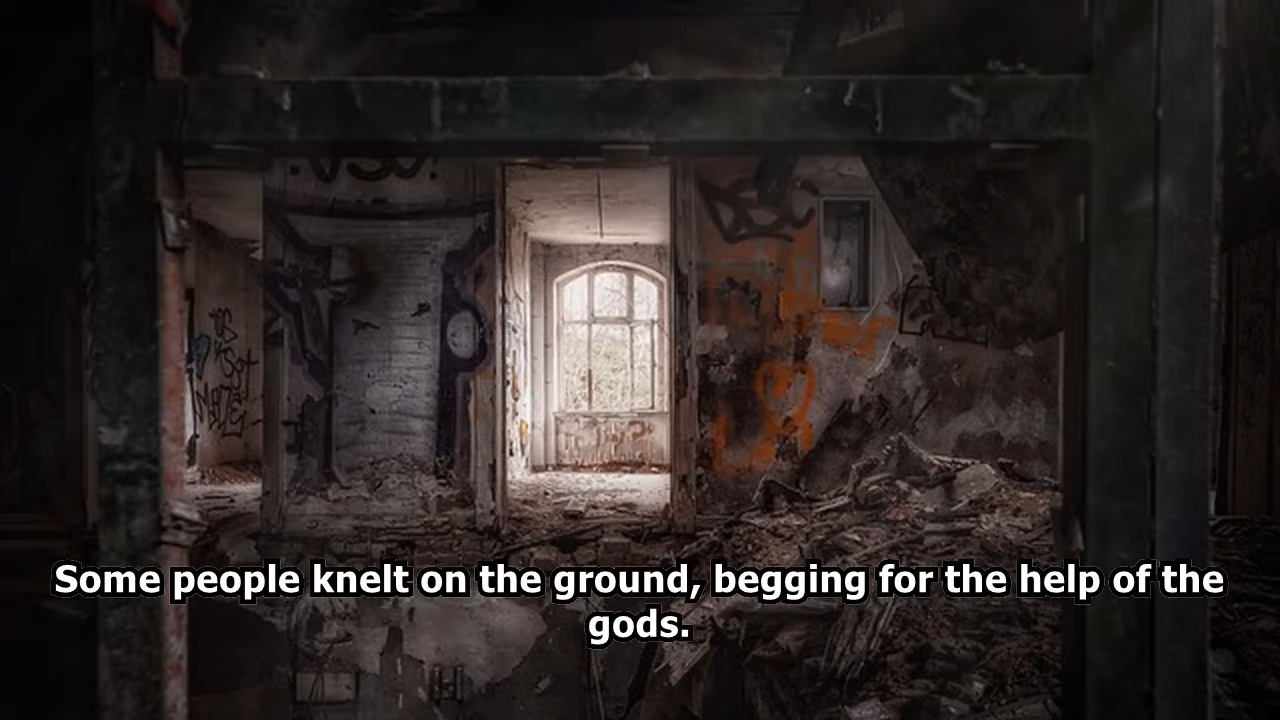 Some people knelt on the ground, begging for the help of the
gods.